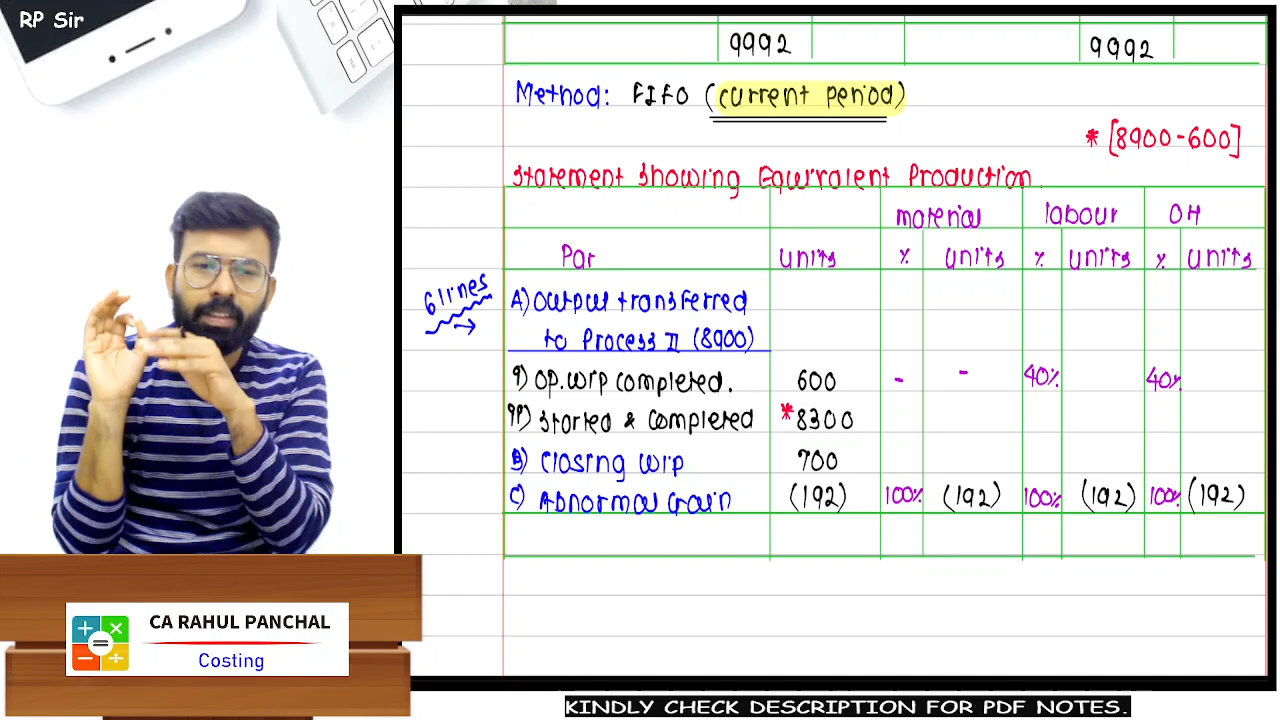 RP Sir
9992 9992
Method: FIFO (current period)
* [8900-600]
Statement Showing Equivalent Production.
material labour OH
Par units % units % units % units
6 lines
A) Output transferred
to Process II (8900)
i) OP. WIP completed. 600 - - 40% 40%
ii) Started & completed *8300
B) Closing WIP 700
C) Abnormal Gain (192) 100% (192) 100% (192) 100% (192)
CA RAHUL PANCHAL
Costing
KINDLY CHECK DESCRIPTION FOR PDF NOTES.